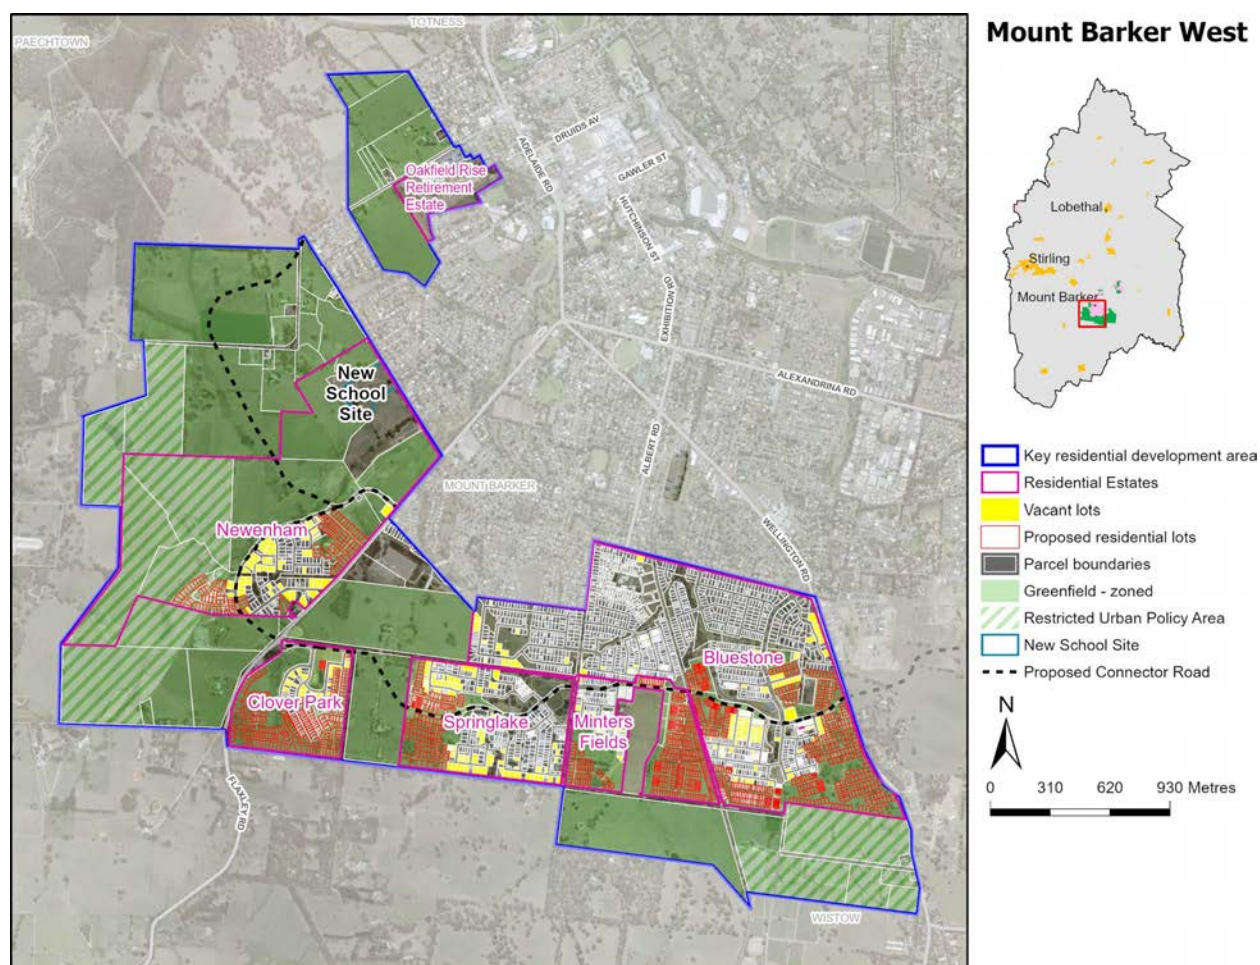 Mount Barker West
TOTNESS
PAECHTOWN
DRUIDS AV
ADELAIDE RD
GAWLER ST
Oakfield Rise
Retirement
Estate
HUTCHINSON ST
EXHIBITION RD
New
School
Site
ALEXANDRINA RD
ALBERT RD
MOUNT BARKER
WELLINGTON RD
Newenham
Bluestone
Clover Park
Springlake
Minters
Fields
FLAXLEY RD
WISTOW
Lobethal
Stirling
Mount Barker
Key residential development area
Residential Estates
Vacant lots
Proposed residential lots
Parcel boundaries
Greenfield - zoned
Restricted Urban Policy Area
New School Site
Proposed Connector Road
N
0 310 620 930 Metres